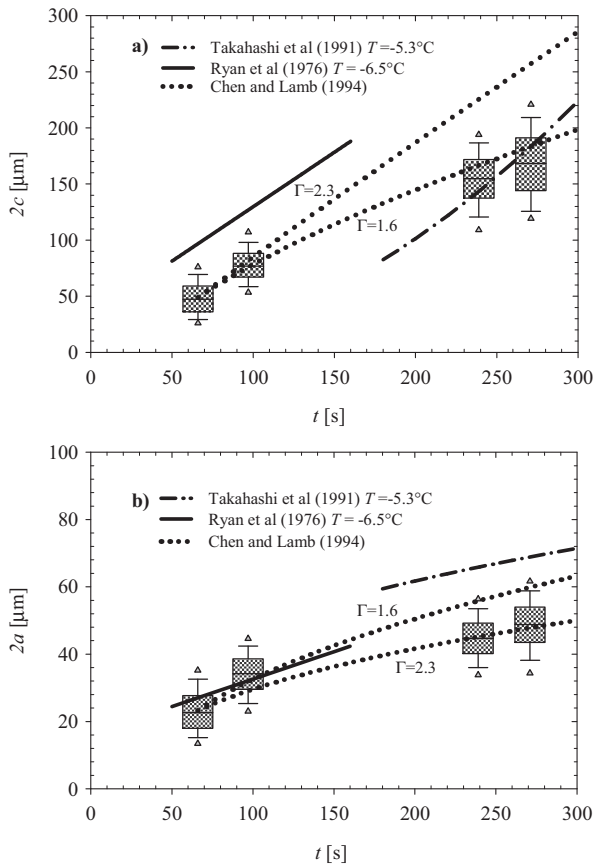 300
a)
Takahashi et al (1991) T=-5.3°C
Ryan et al (1976) T = -6.5°C
Chen and Lamb (1994)
250
200
150
100
50
0
2c [μm]
Γ=2.3
Γ=1.6
0 50 100 150 200 250 300
t [s]
100
b)
Takahashi et al (1991) T=-5.3°C
Ryan et al (1976) T = -6.5°C
Chen and Lamb (1994)
80
60
40
20
0
2a [μm]
Γ=1.6
Γ=2.3
0 50 100 150 200 250 300
t [s]